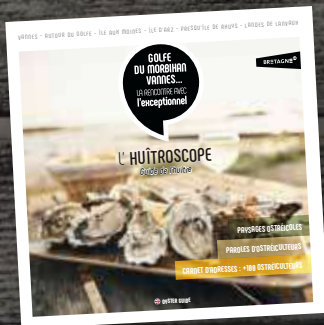 VANNES - AUTOUR DU GOLFE - ÎLE AUX MOINES - ÎLE D'ARZ - PRESQU'ÎLE DE RHUYS - LANDES DE LANVAUX
GOLFE
DU MORBIHAN
VANNES...
LA RENCONTRE AVEC
l'exceptionnel
BRETAGNE®
L'HUÎTROSCOPE
Guide de l'huître
PAYSAGES OSTRÉICOLES
PAROLES D'OSTRÉICULTEURS
CARNET D'ADRESSES : +100 OSTRÉICULTEURS
OYSTER GUIDE